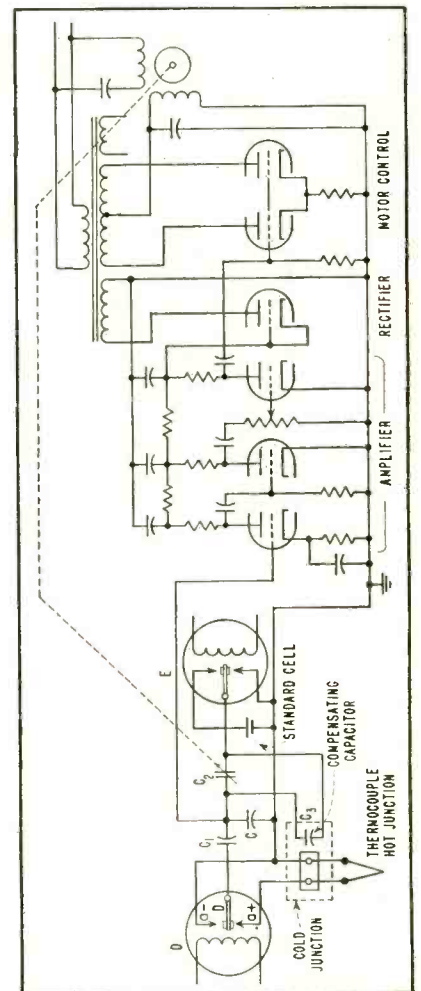 MOTOR CONTROL
RECTIFIER
AMPLIFIER
E
STANDARD CELL
COMPENSATING
CAPACITOR
C2
C1
C
C3
D
a-
D
a+
COLD
JUNCTION
THERMOCOUPLE
HOT JUNCTION